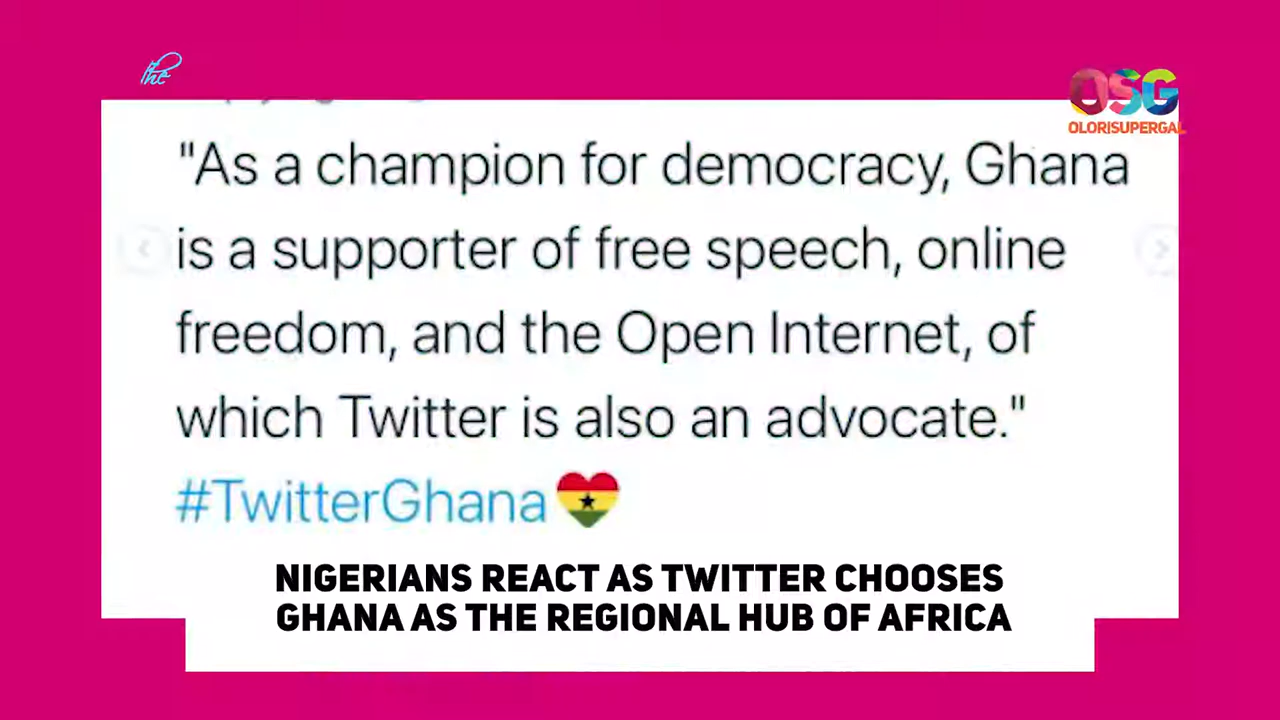 the
OSG
OLORISUPERGAL
"As a champion for democracy, Ghana
is a supporter of free speech, online
freedom, and the Open Internet, of
which Twitter is also an advocate."
#TwitterGhana
NIGERIANS REACT AS TWITTER CHOOSES
GHANA AS THE REGIONAL HUB OF AFRICA